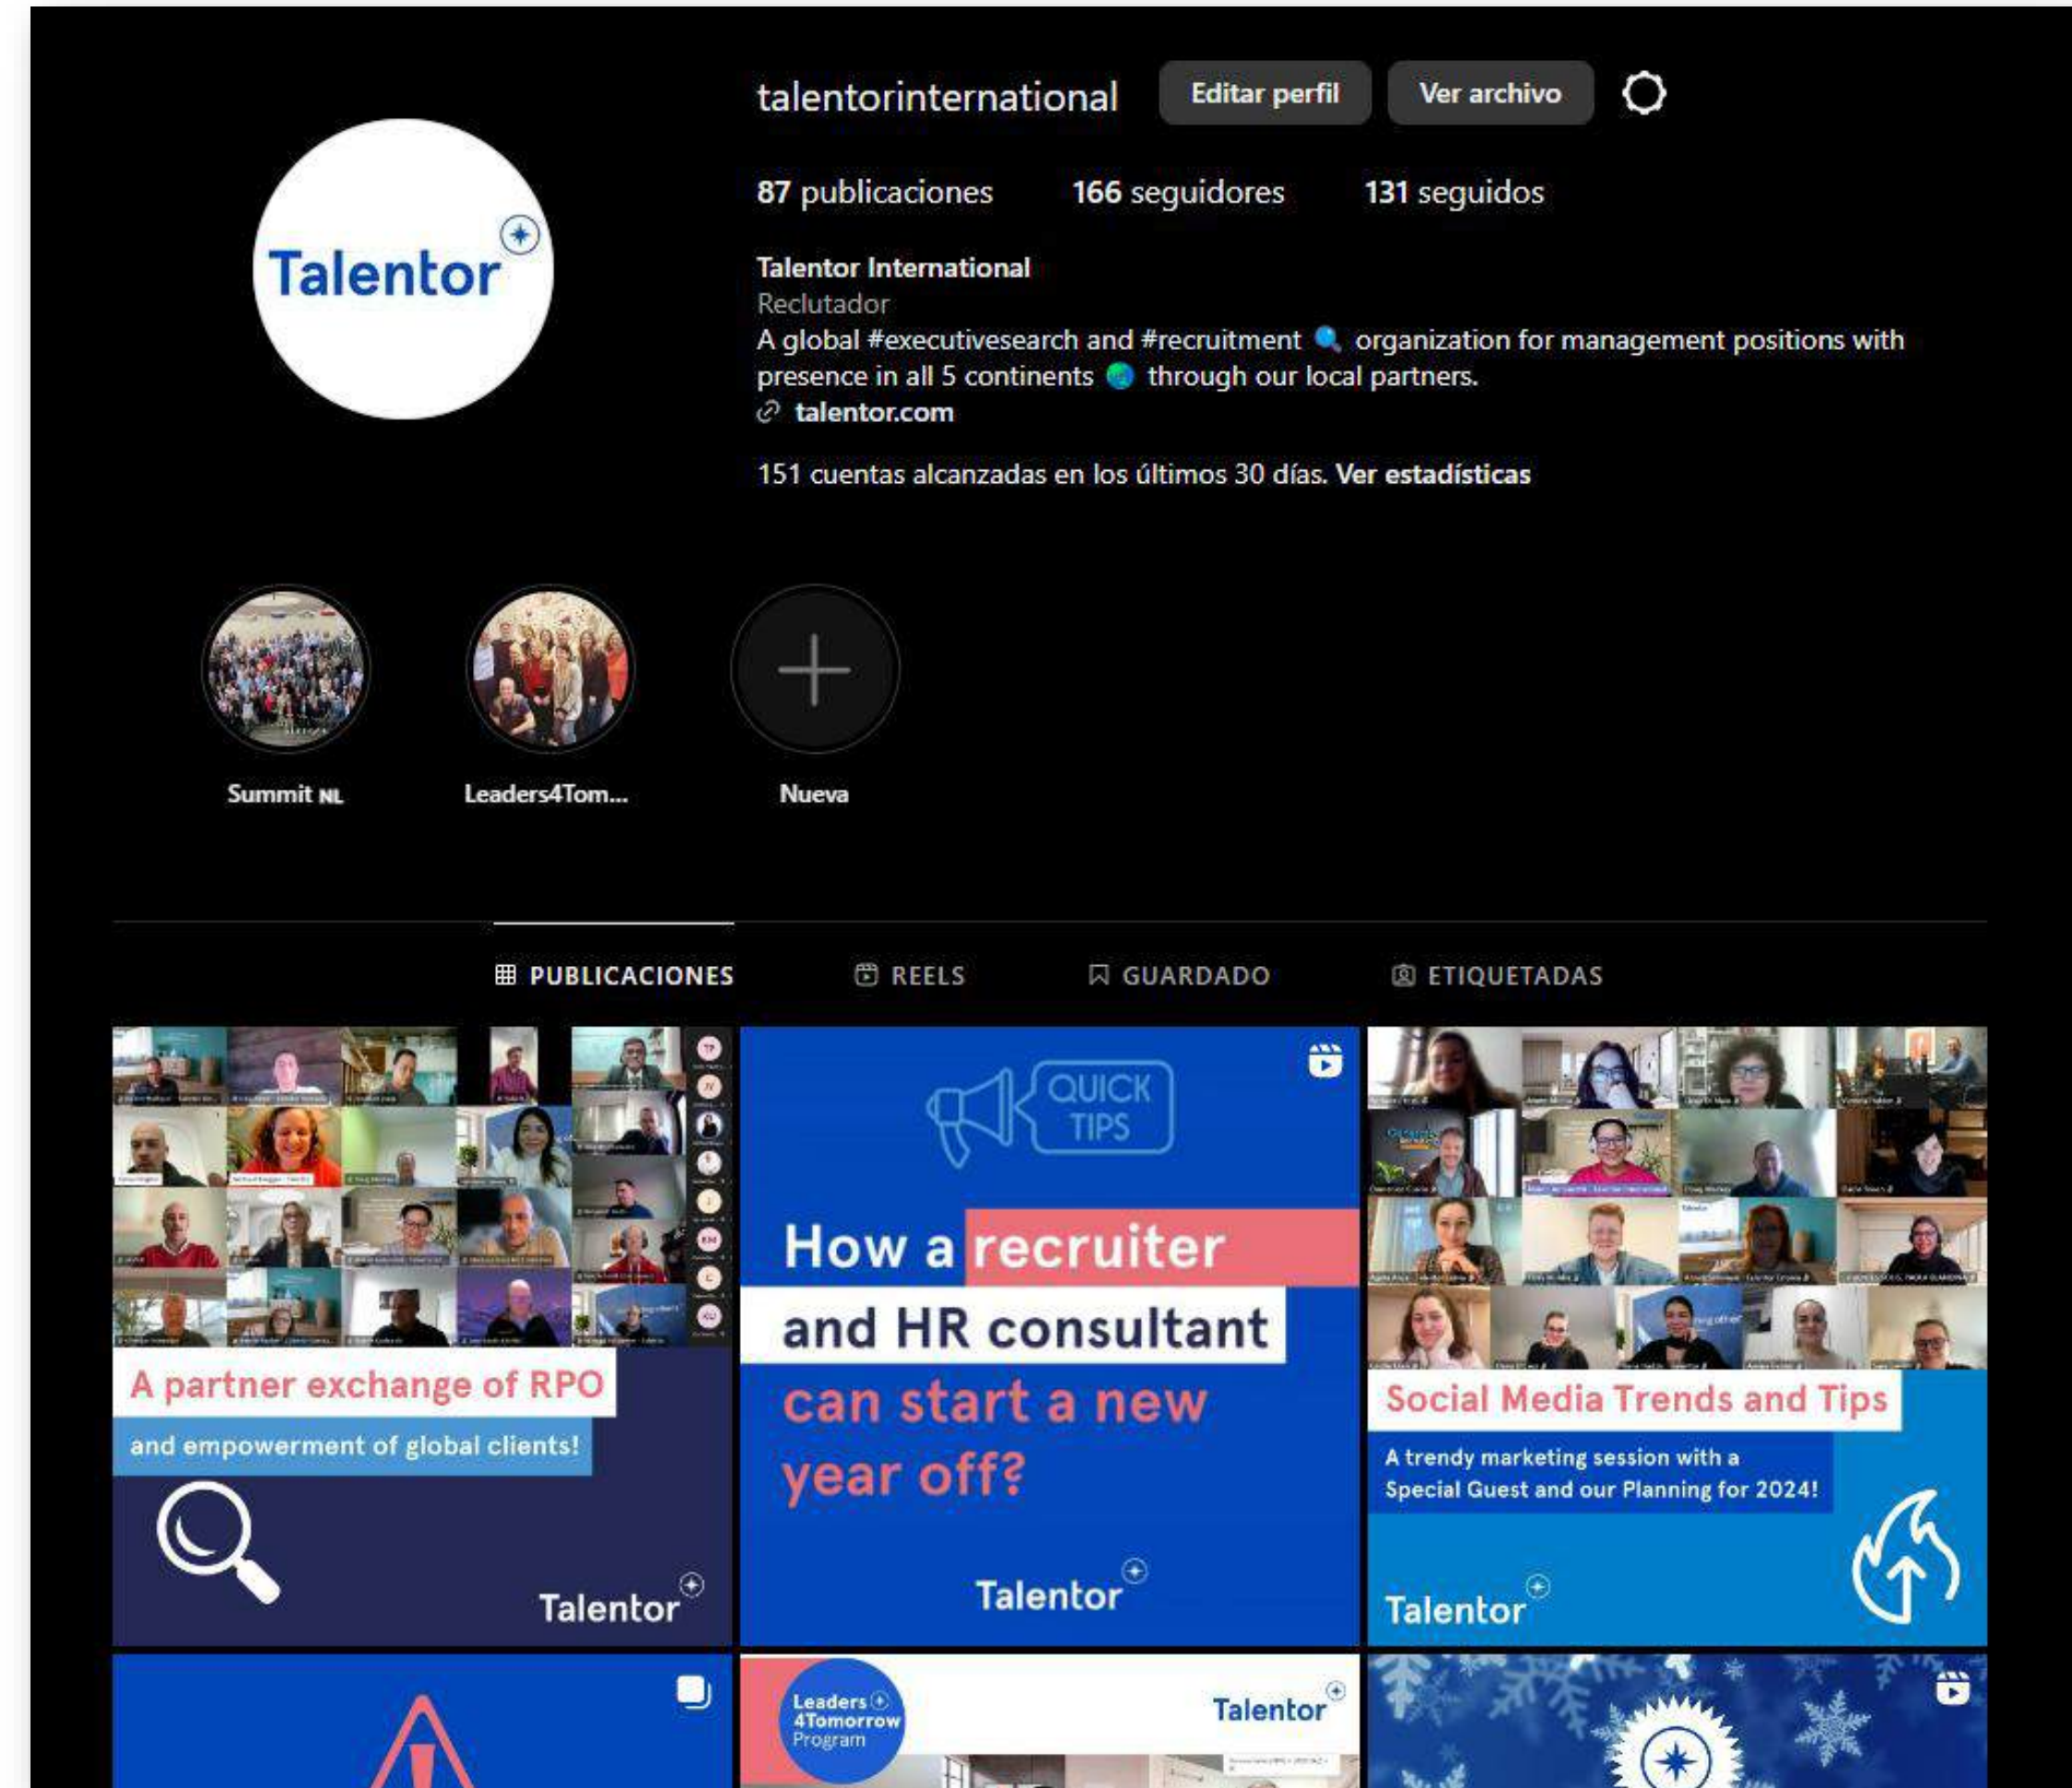 talentorinternational
Editar perfil
Ver archivo
87 publicaciones
166 seguidores
131 seguidos
Talentor
Talentor International
Reclutador
A global #executivesearch and #recruitment 🔍 organization for management positions with
presence in all 5 continents 🌏 through our local partners.
talentor.com
151 cuentas alcanzadas en los últimos 30 días. Ver estadísticas
Summit NL
Leaders4Tom...
Nueva
PUBLICACIONES
REELS
GUARDADO
ETIQUETADAS
A partner exchange of RPO
and empowerment of global clients!
Talentor
QUICK
TIPS
How a recruiter
and HR consultant
can start a new
year off?
Talentor
Social Media Trends and Tips
A trendy marketing session with a
Special Guest and our Planning for 2024!
Talentor
Leaders
4Tomorrow
Program
Talentor